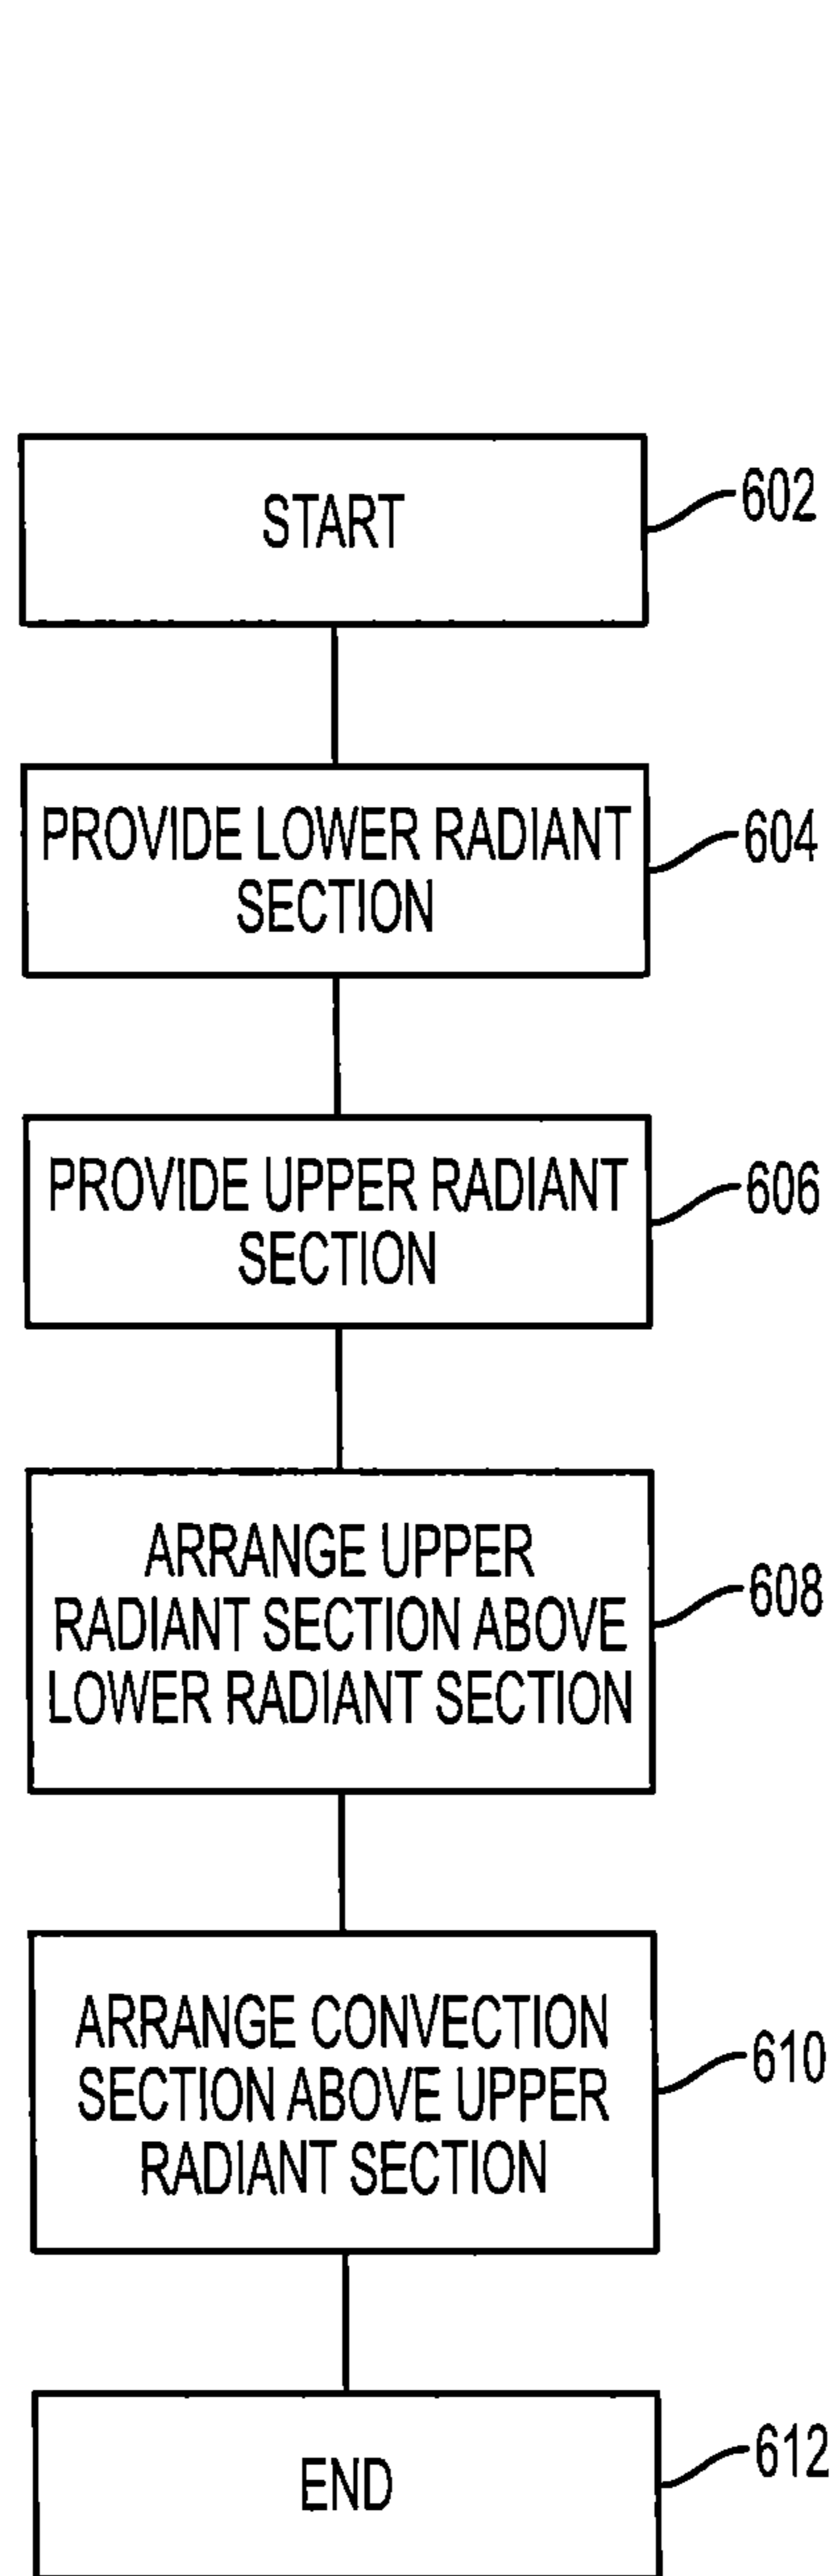 START
602
PROVIDE LOWER RADIANT
SECTION
604
PROVIDE UPPER RADIANT
SECTION
606
ARRANGE UPPER
RADIANT SECTION ABOVE
LOWER RADIANT SECTION
608
ARRANGE CONVECTION
SECTION ABOVE UPPER
RADIANT SECTION
610
END
612